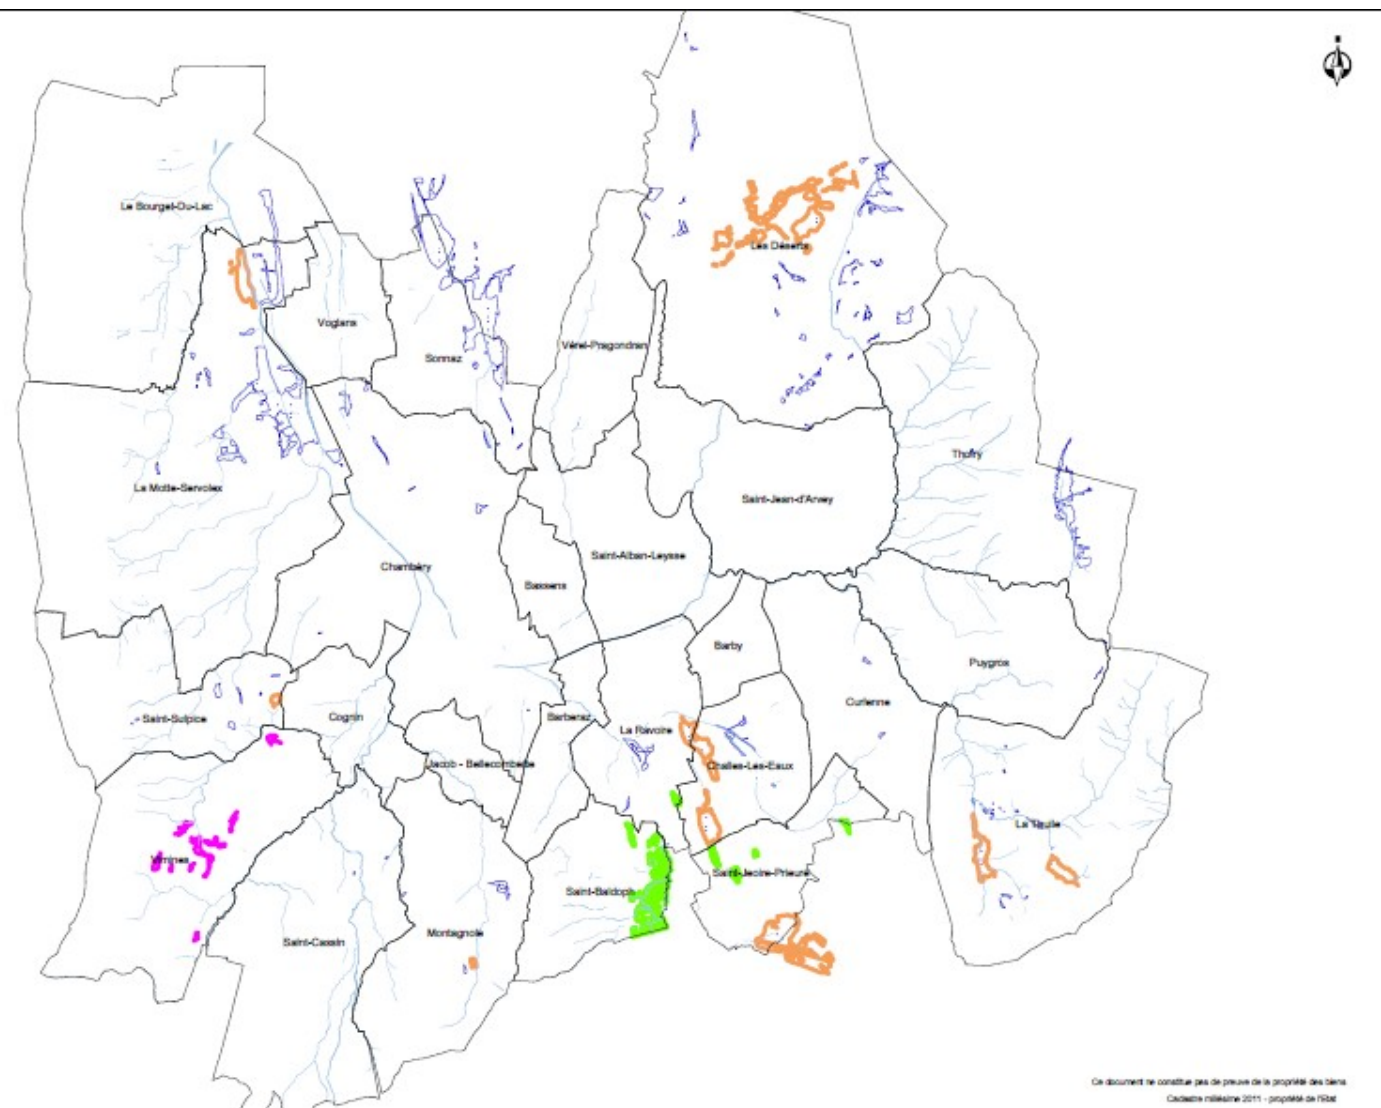 Le Bourget-Du-Lac
Les Déserts
Voglans
Vérel-Pragondran
Sonnaz
Thoiry
La Motte-Servolex
Saint-Jean-d'Arvey
Saint-Alban-Leysse
Chambéry
Bassens
Barby
Puygros
Curienne
Saint-Sulpice
Cognin
Barberaz
La Ravoire
Jacob - Bellecombette
Challes-Les-Eaux
La Thuile
Vimines
Saint-Jeoire-Prieuré
Saint-Baldoph
Montagnole
Saint-Cassin
Ce document ne constitue pas de preuve de la propriété des biens
Cadastre millésime 2011 - propriété de l'Etat